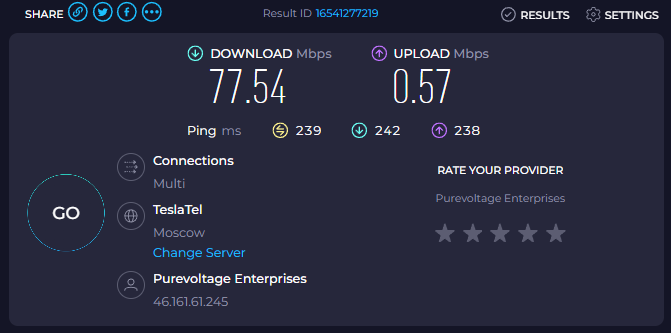 SHARE
Result ID 16541277219
RESULTS
SETTINGS
DOWNLOAD Mbps
UPLOAD Mbps
77.54
0.57
Ping ms
239
242
238
GO
Connections
Multi
TeslaTel
Moscow
Change Server
Purevoltage Enterprises
46.161.61.245
RATE YOUR PROVIDER
Purevoltage Enterprises